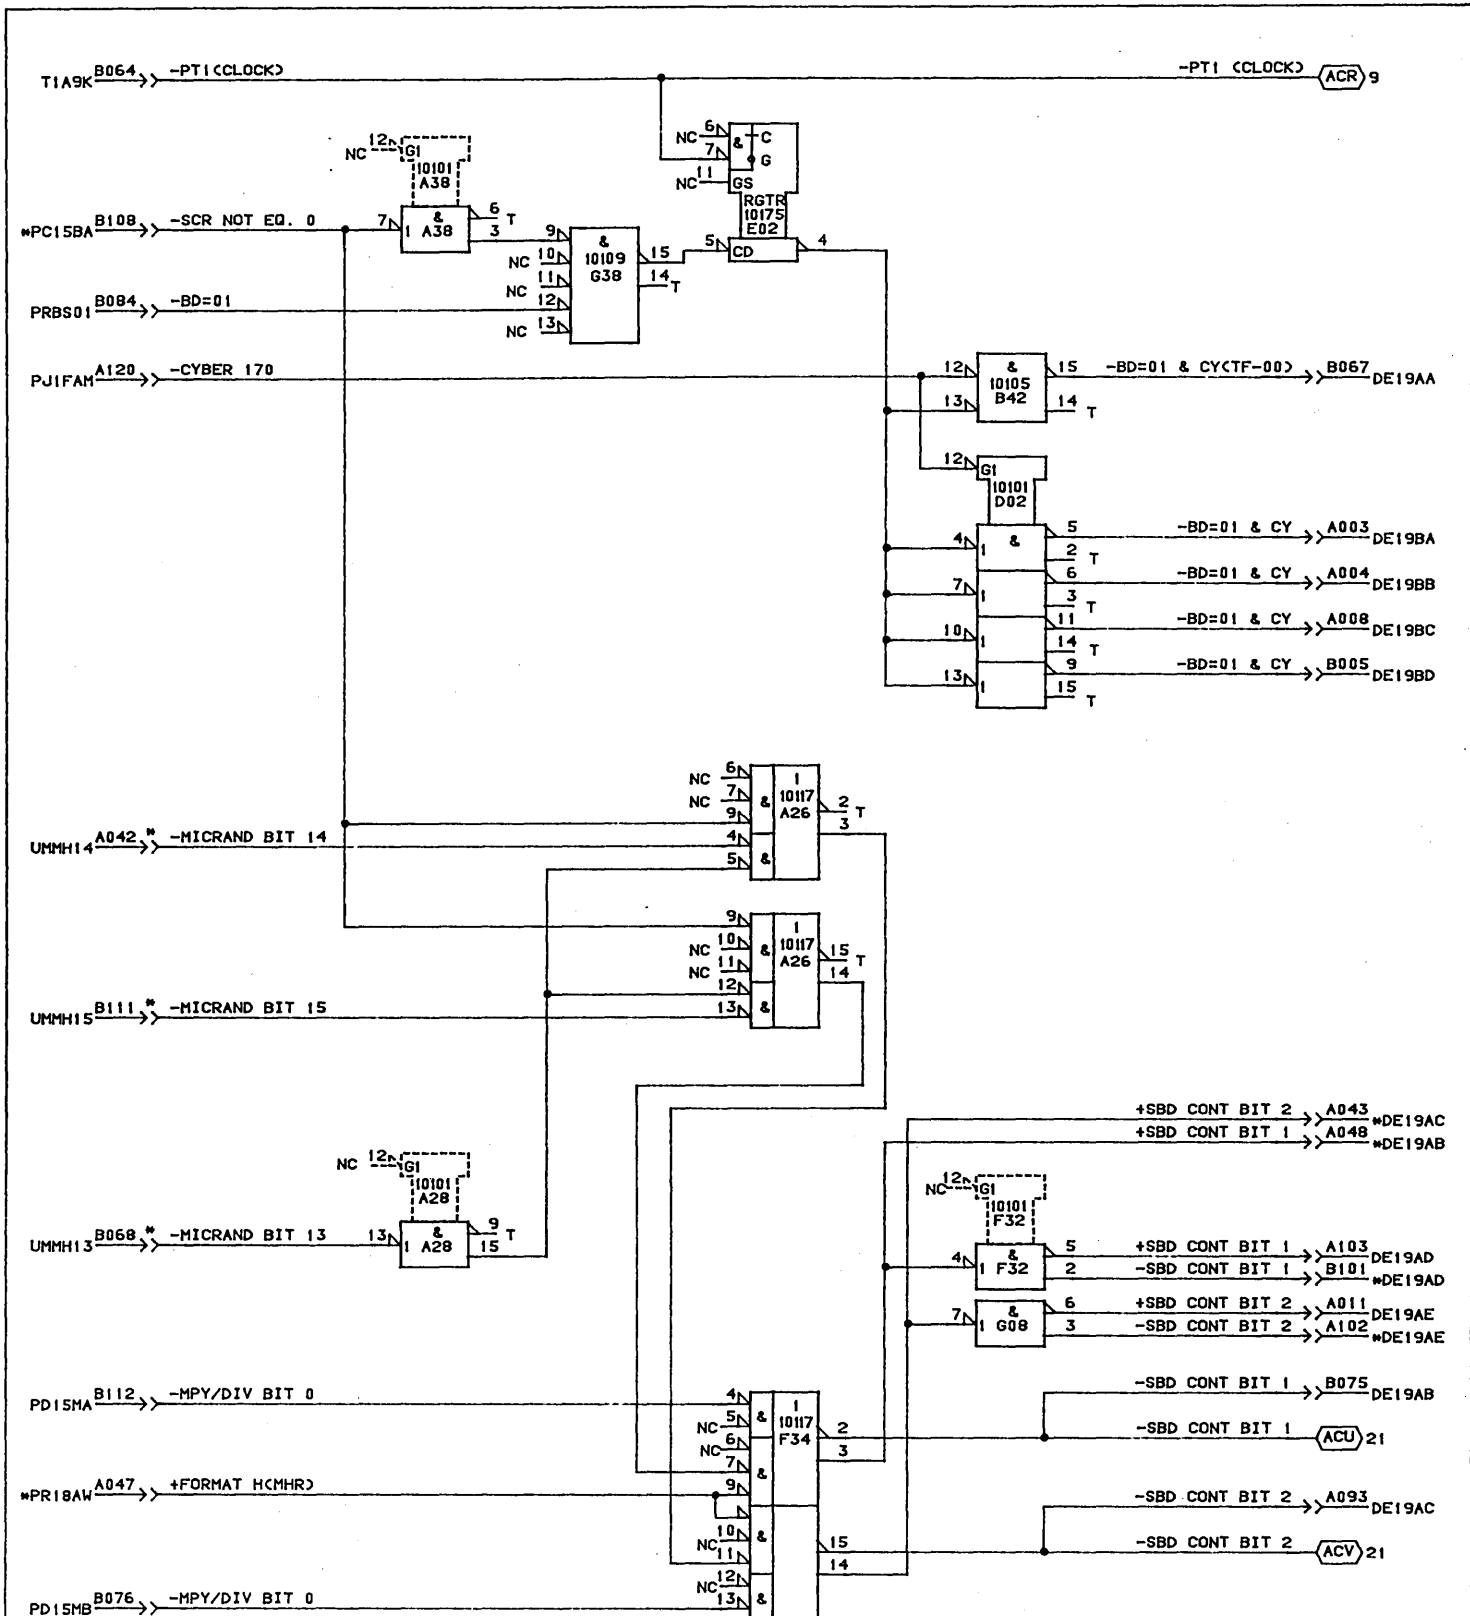 T1A9K B064 -PT1(CLOCK) -PT1 (CLOCK) ACR 9
NC 6 & C
7 G
NC 11 GS
RGTR
10175
E02
5 CD 4
NC 12 G1
10101
A38
*PC15BA B108 -SCR NOT EQ. 0 7 1 & A38 6 T
3
9 & 15
NC 10 10109
NC 11 G38 14 T
12
NC 13
PRBS01 B084 -BD=01
PJ1FAM A120 -CYBER 170
12 & 15 -BD=01 & CY(TF-00) B067 DE19AA
10105
13 B42 14 T
12 G1
10101
D02
4 1 & 5 -BD=01 & CY A003 DE19BA
2 T
7 1 6 -BD=01 & CY A004 DE19BB
3 T
10 1 11 -BD=01 & CY A008 DE19BC
14 T
13 1 9 -BD=01 & CY B005 DE19BD
15 T
NC 6 1
NC 7 & 10117 2 T
9 A26 3
UMMH14 A042 * -MICRAND BIT 14 4
5 &
9 1
NC 10 & 10117 15 T
NC 11 A26 14
12
UMMH15 B111 * -MICRAND BIT 15 13 &
+SBD CONT BIT 2 A043 *DE19AC
+SBD CONT BIT 1 A048 *DE19AB
NC 12 G1
10101
A28
UMMH13 B068 * -MICRAND BIT 13 13 1 & A28 9 T
15
NC 12 G1
10101
F32
4 1 & F32 5 +SBD CONT BIT 1 A103 DE19AD
2 -SBD CONT BIT 1 B101 *DE19AD
7 1 & G08 6 +SBD CONT BIT 2 A011 DE19AE
3 -SBD CONT BIT 2 A102 *DE19AE
-SBD CONT BIT 1 B075 DE19AB
PD15MA B112 -MPY/DIV BIT 0 4 1
NC 5 & 10117
F34 2 -SBD CONT BIT 1 ACU 21
NC 6 3
7 &
*PR18AW A047 +FORMAT H(MHR) 9
-SBD CONT BIT 2 A093 DE19AC
NC 10 & 15 -SBD CONT BIT 2 ACV 21
11 14
NC 12
PD15MB B076 -MPY/DIV BIT 0 13 &